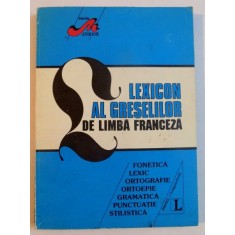 LEXICON
AL GRESELILOR
DE LIMBA FRANCEZA
FONETICA
LEXIC
ORTOGRAFIE
ORTOEPIE
GRAMATICA
PUNCTUATIE
STILISTICA
L